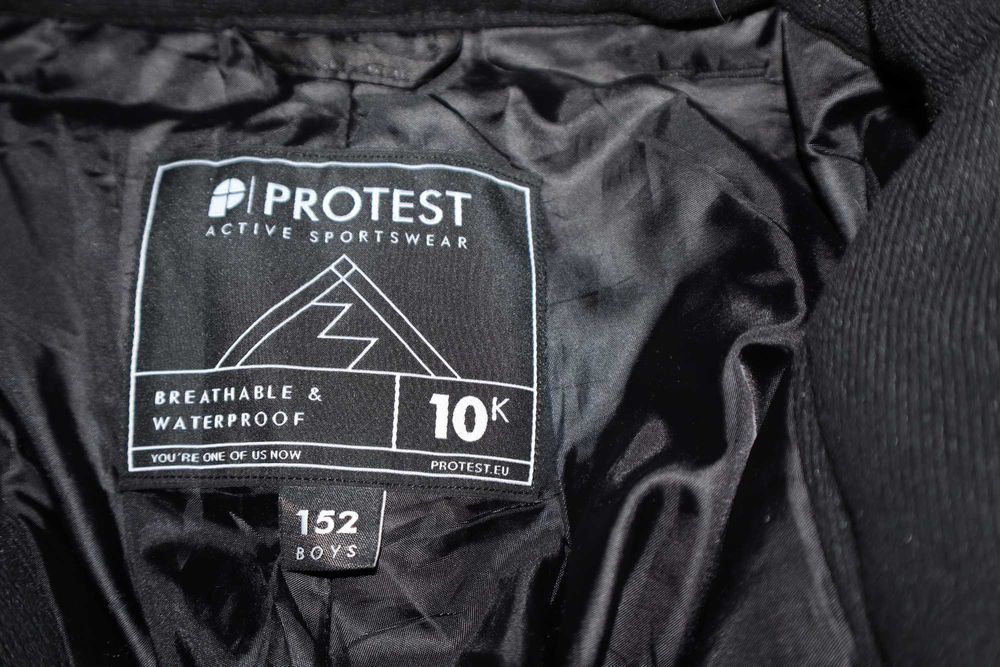 PROTEST
ACTIVE SPORTSWEAR
BREATHABLE &
WATERPROOF
10K
YOU'RE ONE OF US NOW
PROTEST.EU
152
BOYS